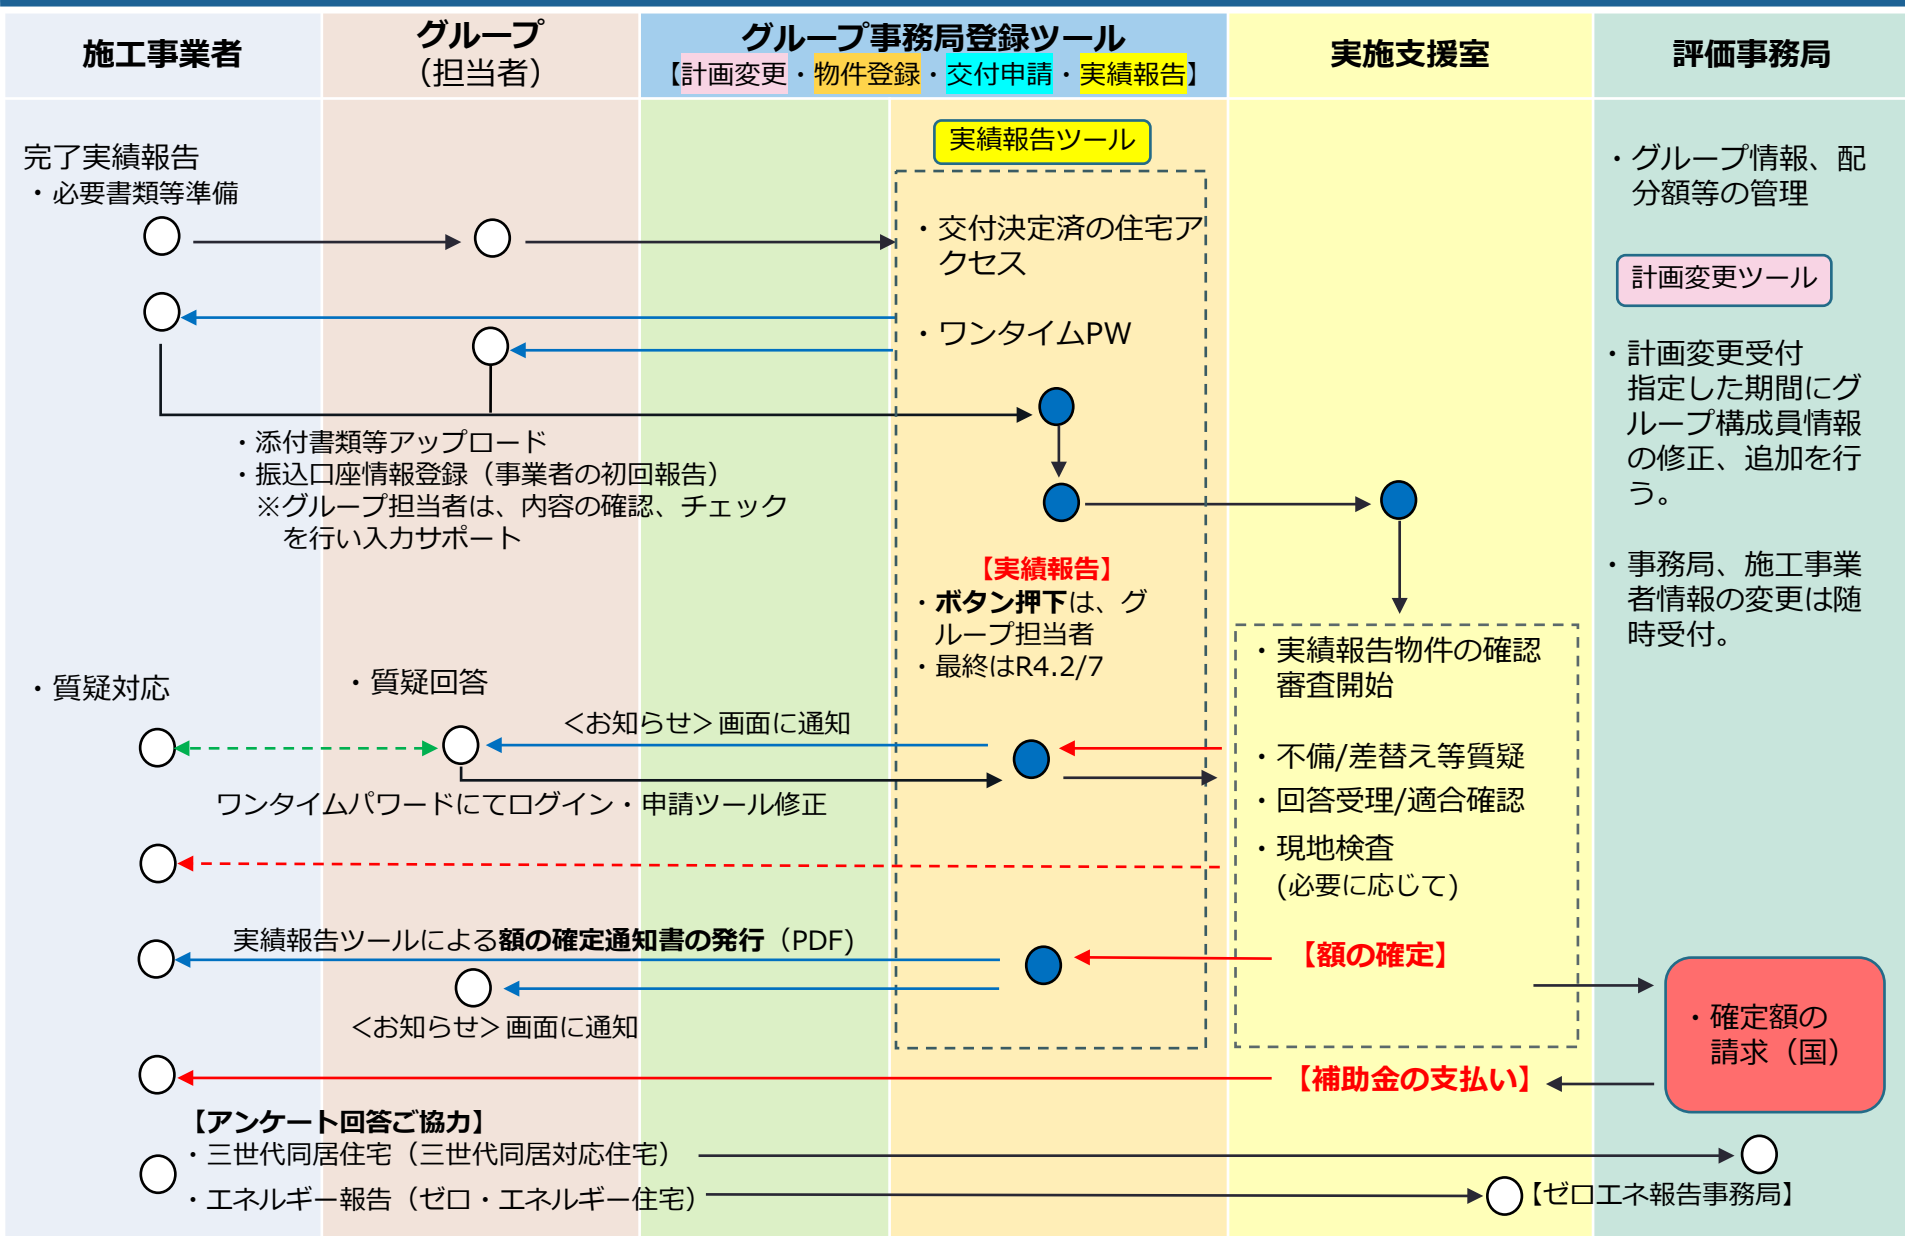 施工事業者
グループ
（担当者）
グループ事務局登録ツール
【計画変更・物件登録・交付申請・実績報告】
実施支援室
評価事務局
完了実績報告
・必要書類等準備
実績報告ツール
・交付決定済の住宅ア
クセス
・ワンタイムPW
・グループ情報、配
分額等の管理
計画変更ツール
・計画変更受付
指定した期間にグ
ループ構成員情報
の修正、追加を行
う。
・事務局、施工事業
者情報の変更は随
時受付。
・添付書類等アップロード
・振込口座情報登録（事業者の初回報告）
※グループ担当者は、内容の確認、チェック
を行い入力サポート
【実績報告】
・ボタン押下は、グ
ループ担当者
・最終はR4.2/7
・実績報告物件の確認
審査開始
・不備/差替え等質疑
・回答受理/適合確認
・現地検査
(必要に応じて)
・質疑対応
・質疑回答
＜お知らせ＞画面に通知
ワンタイムパワードにてログイン・申請ツール修正
実績報告ツールによる額の確定通知書の発行（PDF)
【額の確定】
＜お知らせ＞画面に通知
・確定額の
請求（国）
【補助金の支払い】
【アンケート回答ご協力】
・三世代同居住宅（三世代同居対応住宅）
・エネルギー報告（ゼロ・エネルギー住宅）
【ゼロエネ報告事務局】